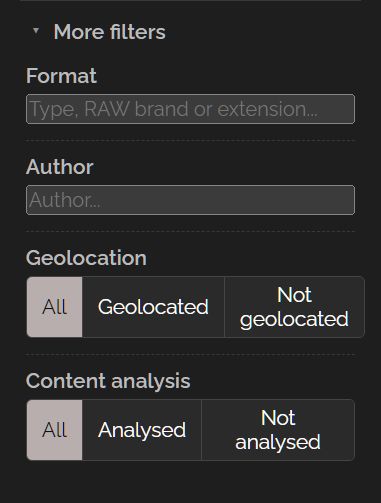 More filters
Format
Type, RAW brand or extension...
Author
Author...
Geolocation
All Geolocated Not
geolocated
Content analysis
All Analysed Not
analysed